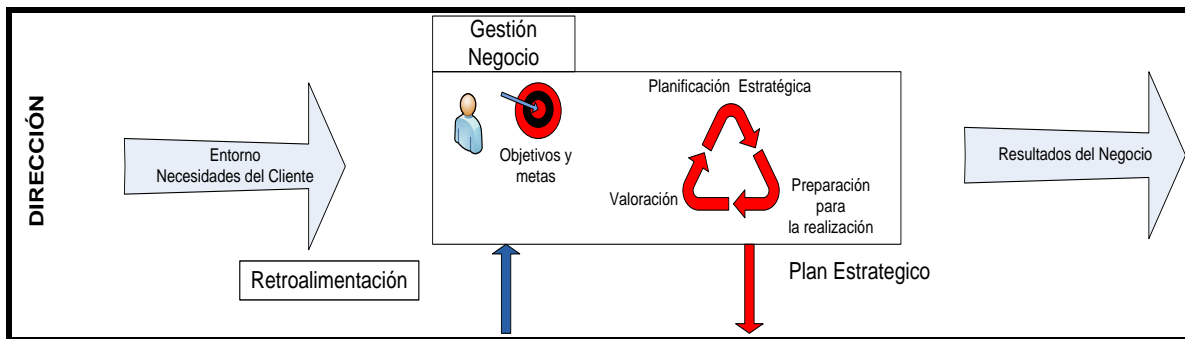 DIRECCIÓN
Entorno
Necesidades del Cliente
Gestión
Negocio
Objetivos y
metas
Planificación Estratégica
Valoración
Preparación
para
la realización
Resultados del Negocio
Retroalimentación
Plan Estrategico